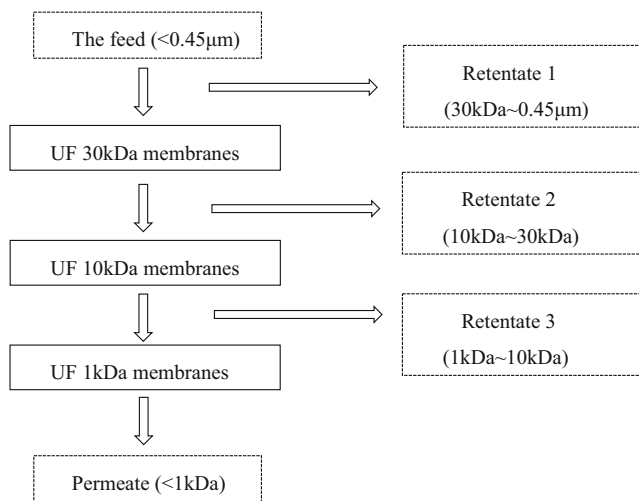 The feed (<0.45μm)
Retentate 1
(30kDa~0.45μm)
UF 30kDa membranes
Retentate 2
(10kDa~30kDa)
UF 10kDa membranes
Retentate 3
(1kDa~10kDa)
UF 1kDa membranes
Permeate (<1kDa)